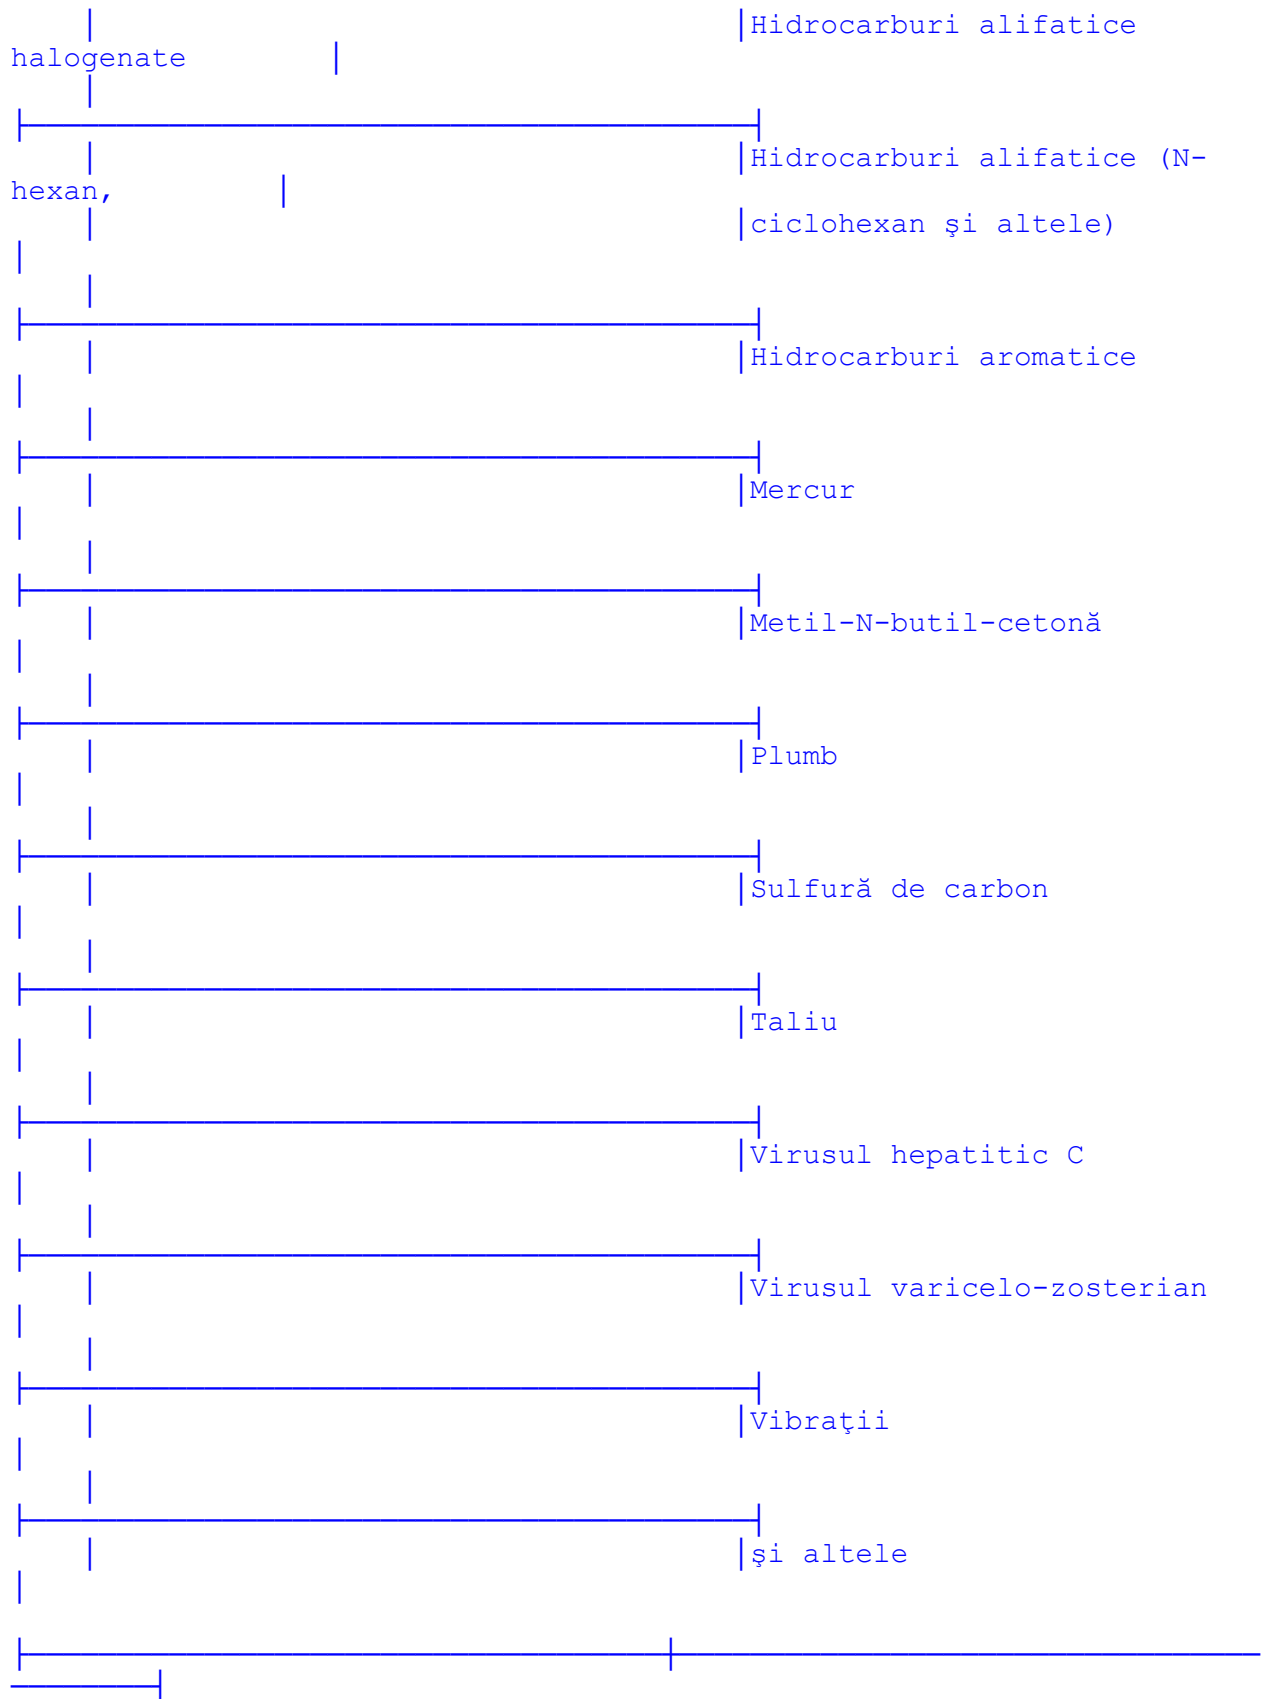 Hidrocarburi alifatice
halogenate
Hidrocarburi alifatice (N-
hexan,
ciclohexan şi altele)
Hidrocarburi aromatice
Mercur
Metil-N-butil-cetonă
Plumb
Sulfură de carbon
Taliu
Virusul hepatitic C
Virusul varicelo-zosterian
Vibraţii
şi altele